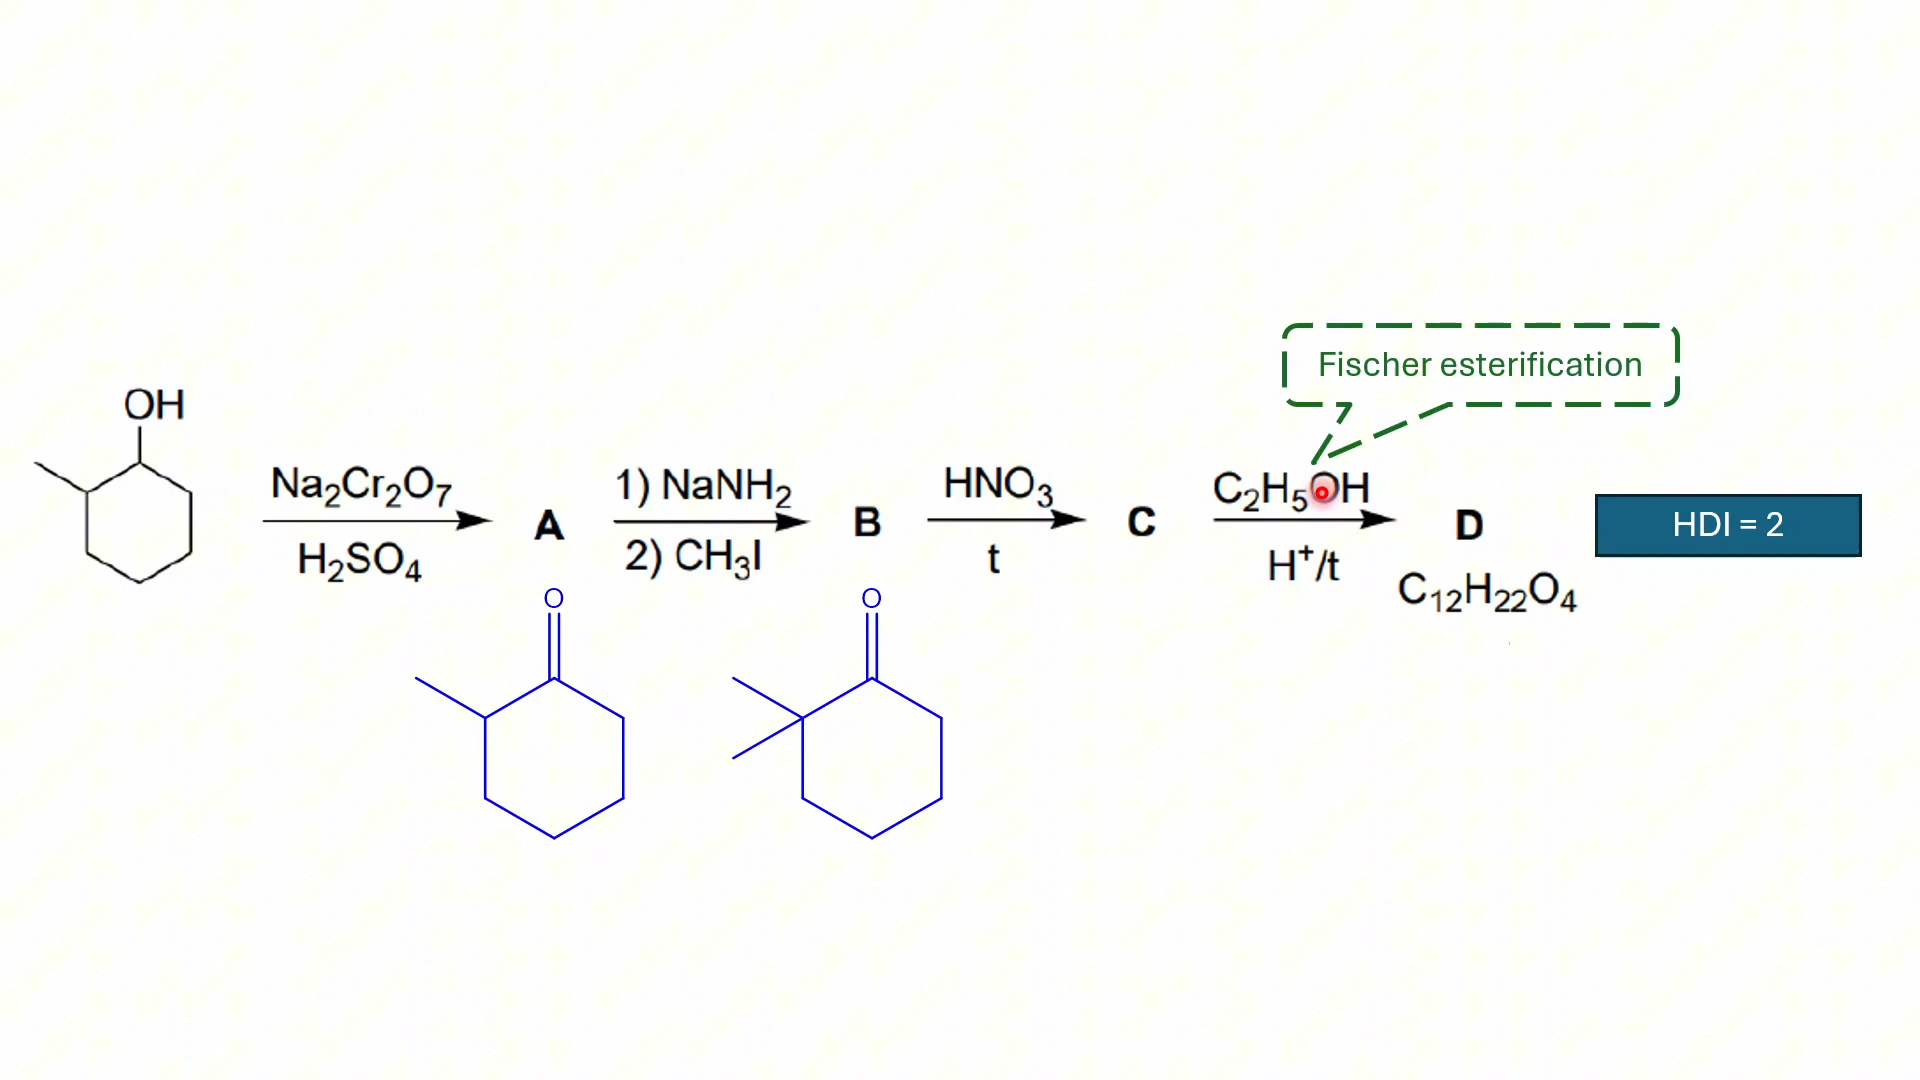 Fischer esterification
OH
Na₂Cr₂O₇
H₂SO₄
A
1) NaNH₂
2) CH₃I
B
HNO₃
t
C
C₂H₅OH
H⁺/t
D
C₁₂H₂₂O₄
HDI = 2
O
O